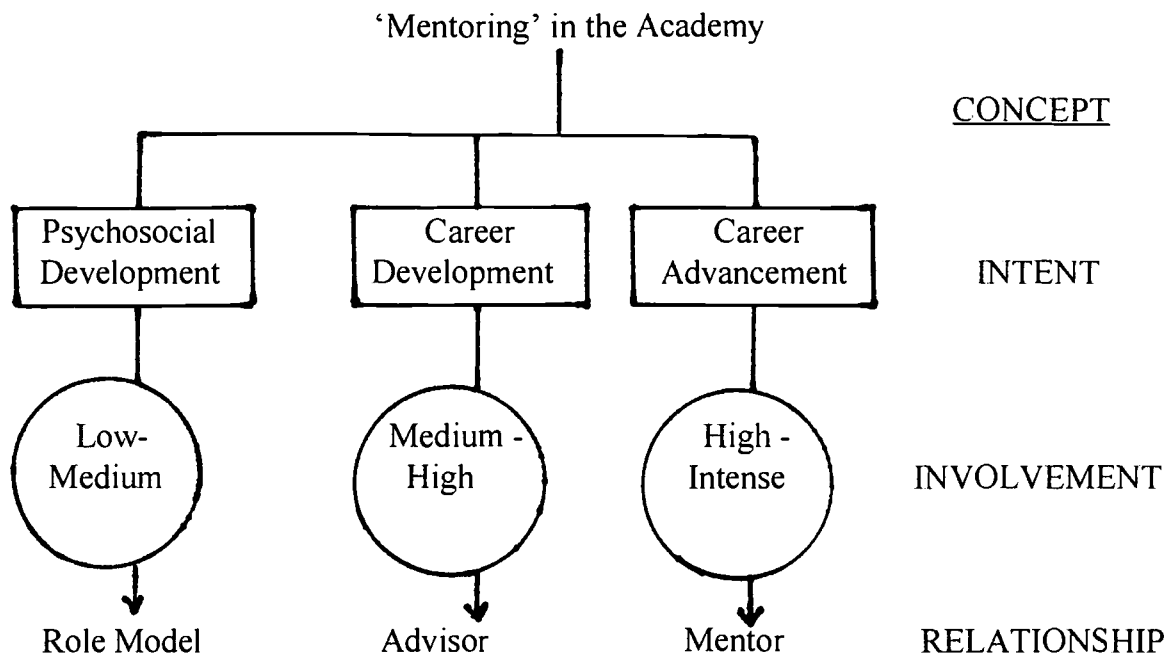 ‘Mentoring’ in the Academy
CONCEPT
Psychosocial
Development
Career
Development
Career
Advancement
INTENT
Low-
Medium
Medium -
High
High -
Intense
INVOLVEMENT
Role Model
Advisor
Mentor
RELATIONSHIP